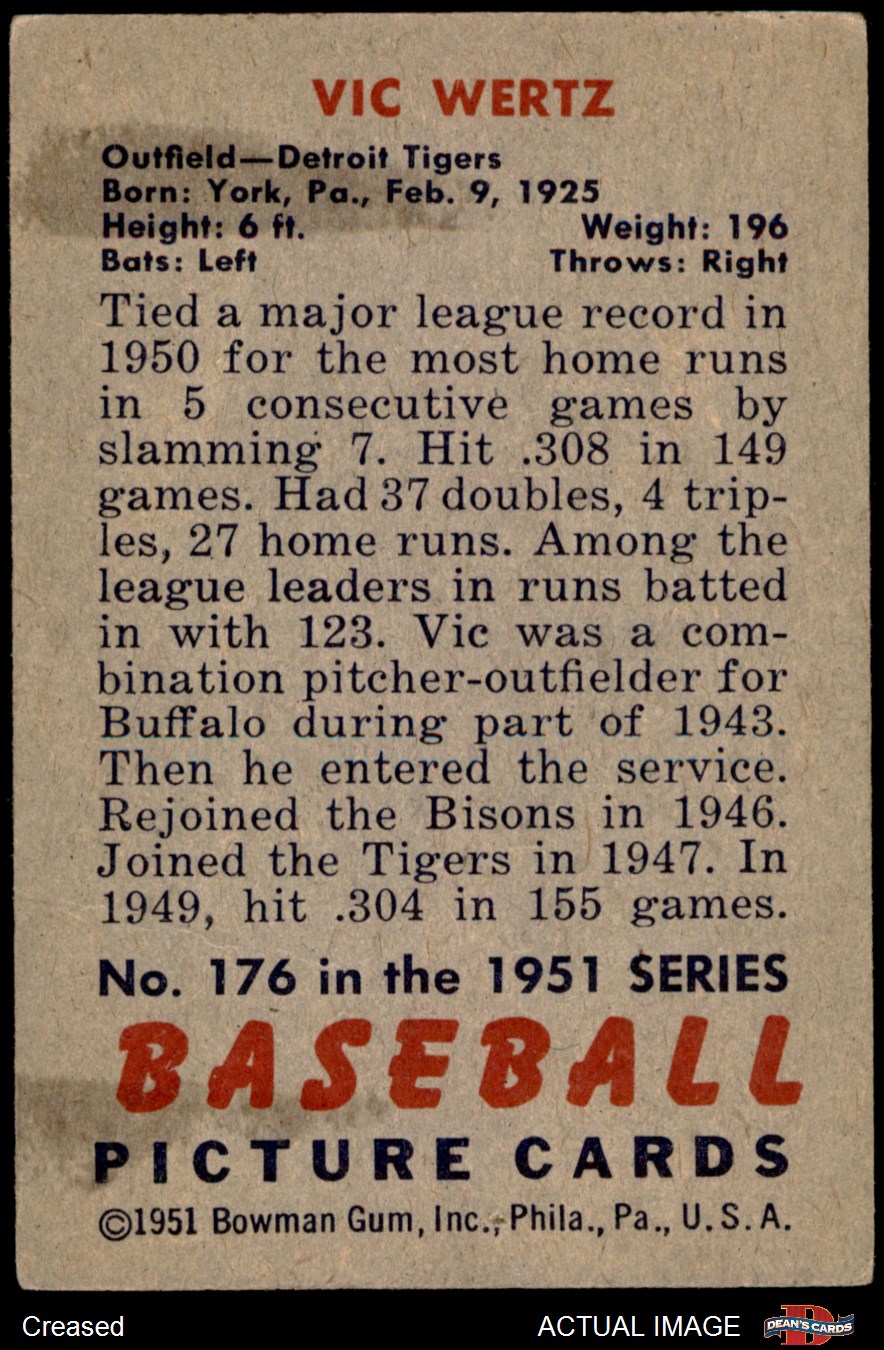 VIC WERTZ
Outfield—Detroit Tigers
Born: York, Pa., Feb. 9, 1925
Height: 6 ft. Weight: 196
Bats: Left Throws: Right
Tied a major league record in
1950 for the most home runs
in 5 consecutive games by
slamming 7. Hit .308 in 149
games. Had 37 doubles, 4 trip-
les, 27 home runs. Among the
league leaders in runs batted
in with 123. Vic was a com-
bination pitcher-outfielder for
Buffalo during part of 1943.
Then he entered the service.
Rejoined the Bisons in 1946.
Joined the Tigers in 1947. In
1949, hit .304 in 155 games.
No. 176 in the 1951 SERIES
BASEBALL
PICTURE CARDS
©1951 Bowman Gum, Inc., Phila., Pa., U.S.A.
Creased ACTUAL IMAGE D DEAN'S CARDS